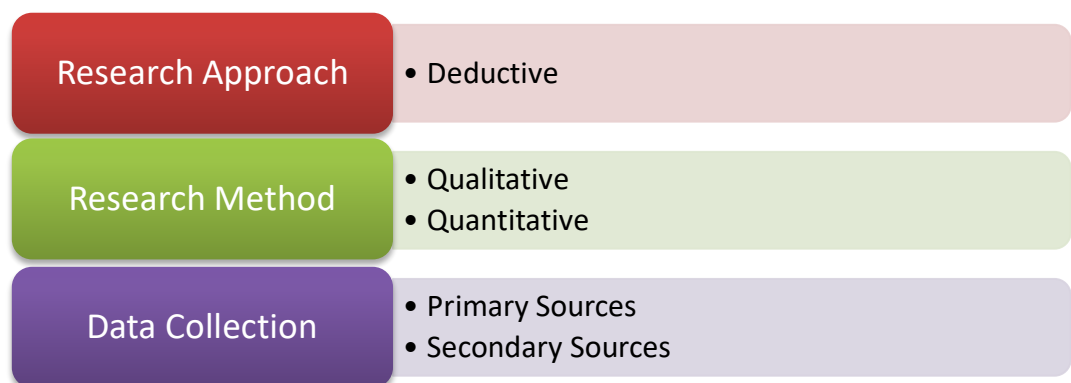 Research Approach
• Deductive
Research Method
• Qualitative
• Quantitative
Data Collection
• Primary Sources
• Secondary Sources